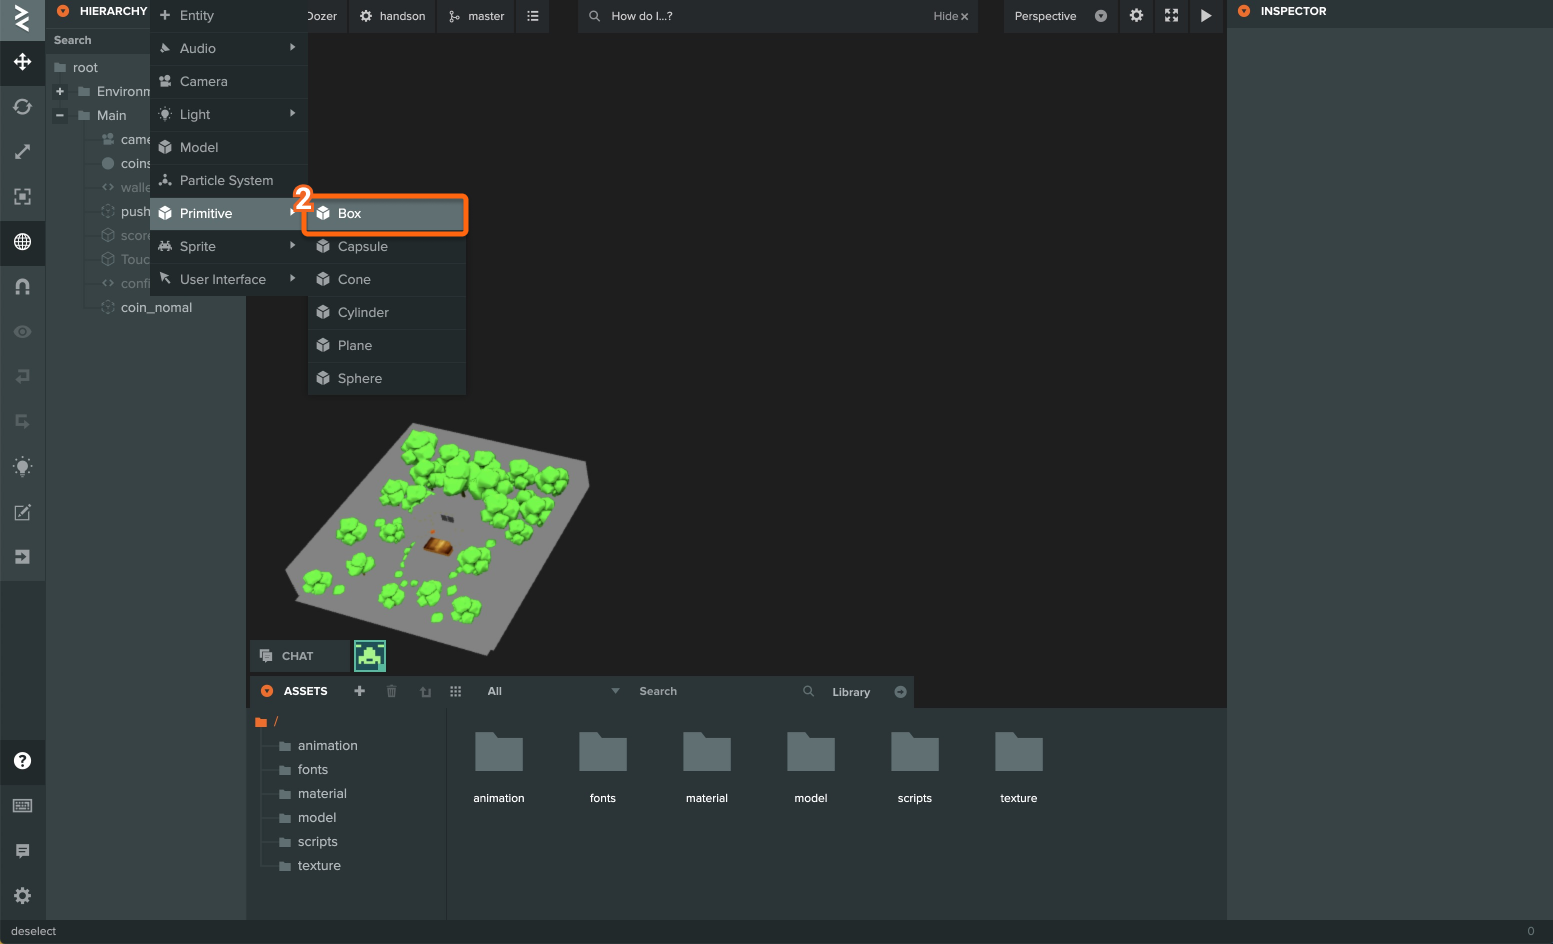 HIERARCHY
Entity
Dozer
handson
master
How do I...?
Hide
Perspective
INSPECTOR
Search
Audio
root
Camera
Environm
Light
Main
came
Model
coins
Particle System
walle
2
push
Primitive
Box
score
Sprite
Capsule
Touc
confi
User Interface
Cone
coin_nomal
Cylinder
Plane
Sphere
CHAT
ASSETS
All
Search
Library
/
animation
fonts
material
model
scripts
texture
animation
fonts
material
model
scripts
texture
deselect
0